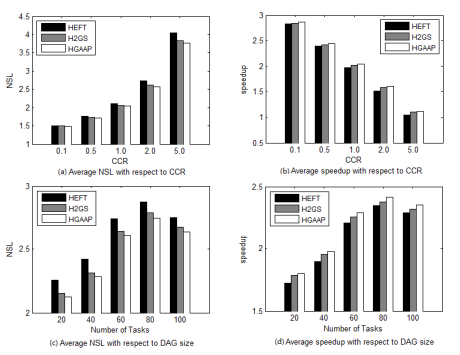 4.5
4
3.5
3
2.5
2
1.5
1
NSL
HEFT
H2GS
HGAAP
0.1 0.5 1.0 2.0 5.0
CCR
(a) Average NSL with respect to CCR
3
2.5
2
1.5
1
0.5
speedup
HEFT
H2GS
HGAAP
0.1 0.5 1.0 2.0 5.0
CCR
(b) Average speedup with respect to CCR
3
2.5
2
NSL
HEFT
H2GS
HGAAP
20 40 60 80 100
Number of Tasks
(c) Average NSL with respect to DAG size
2.5
2
1.5
speedup
HEFT
H2GS
HGAAP
20 40 60 80 100
Number of Tasks
(d) Average speedup with respect to DAG size